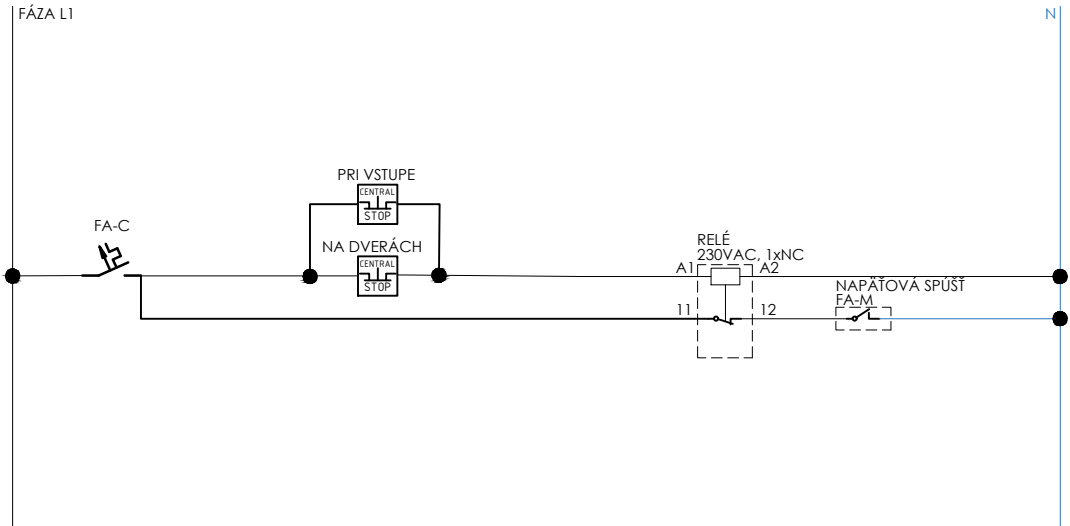 FÁZA L1
N
PRI VSTUPE
CENTRAL
STOP
FA-C
NA DVERÁCH
CENTRAL
STOP
RELÉ
230VAC, 1xNC
A1
A2
NAPÄŤOVÁ SPÚŠŤ
FA-M
11
12